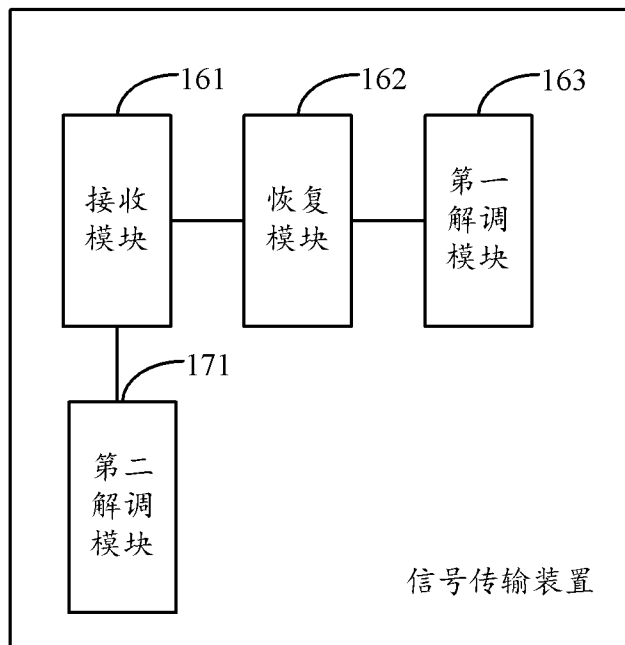 161
162
163
接收
模块
恢复
模块
第一
解调
模块
171
第二
解调
模块
信号传输装置